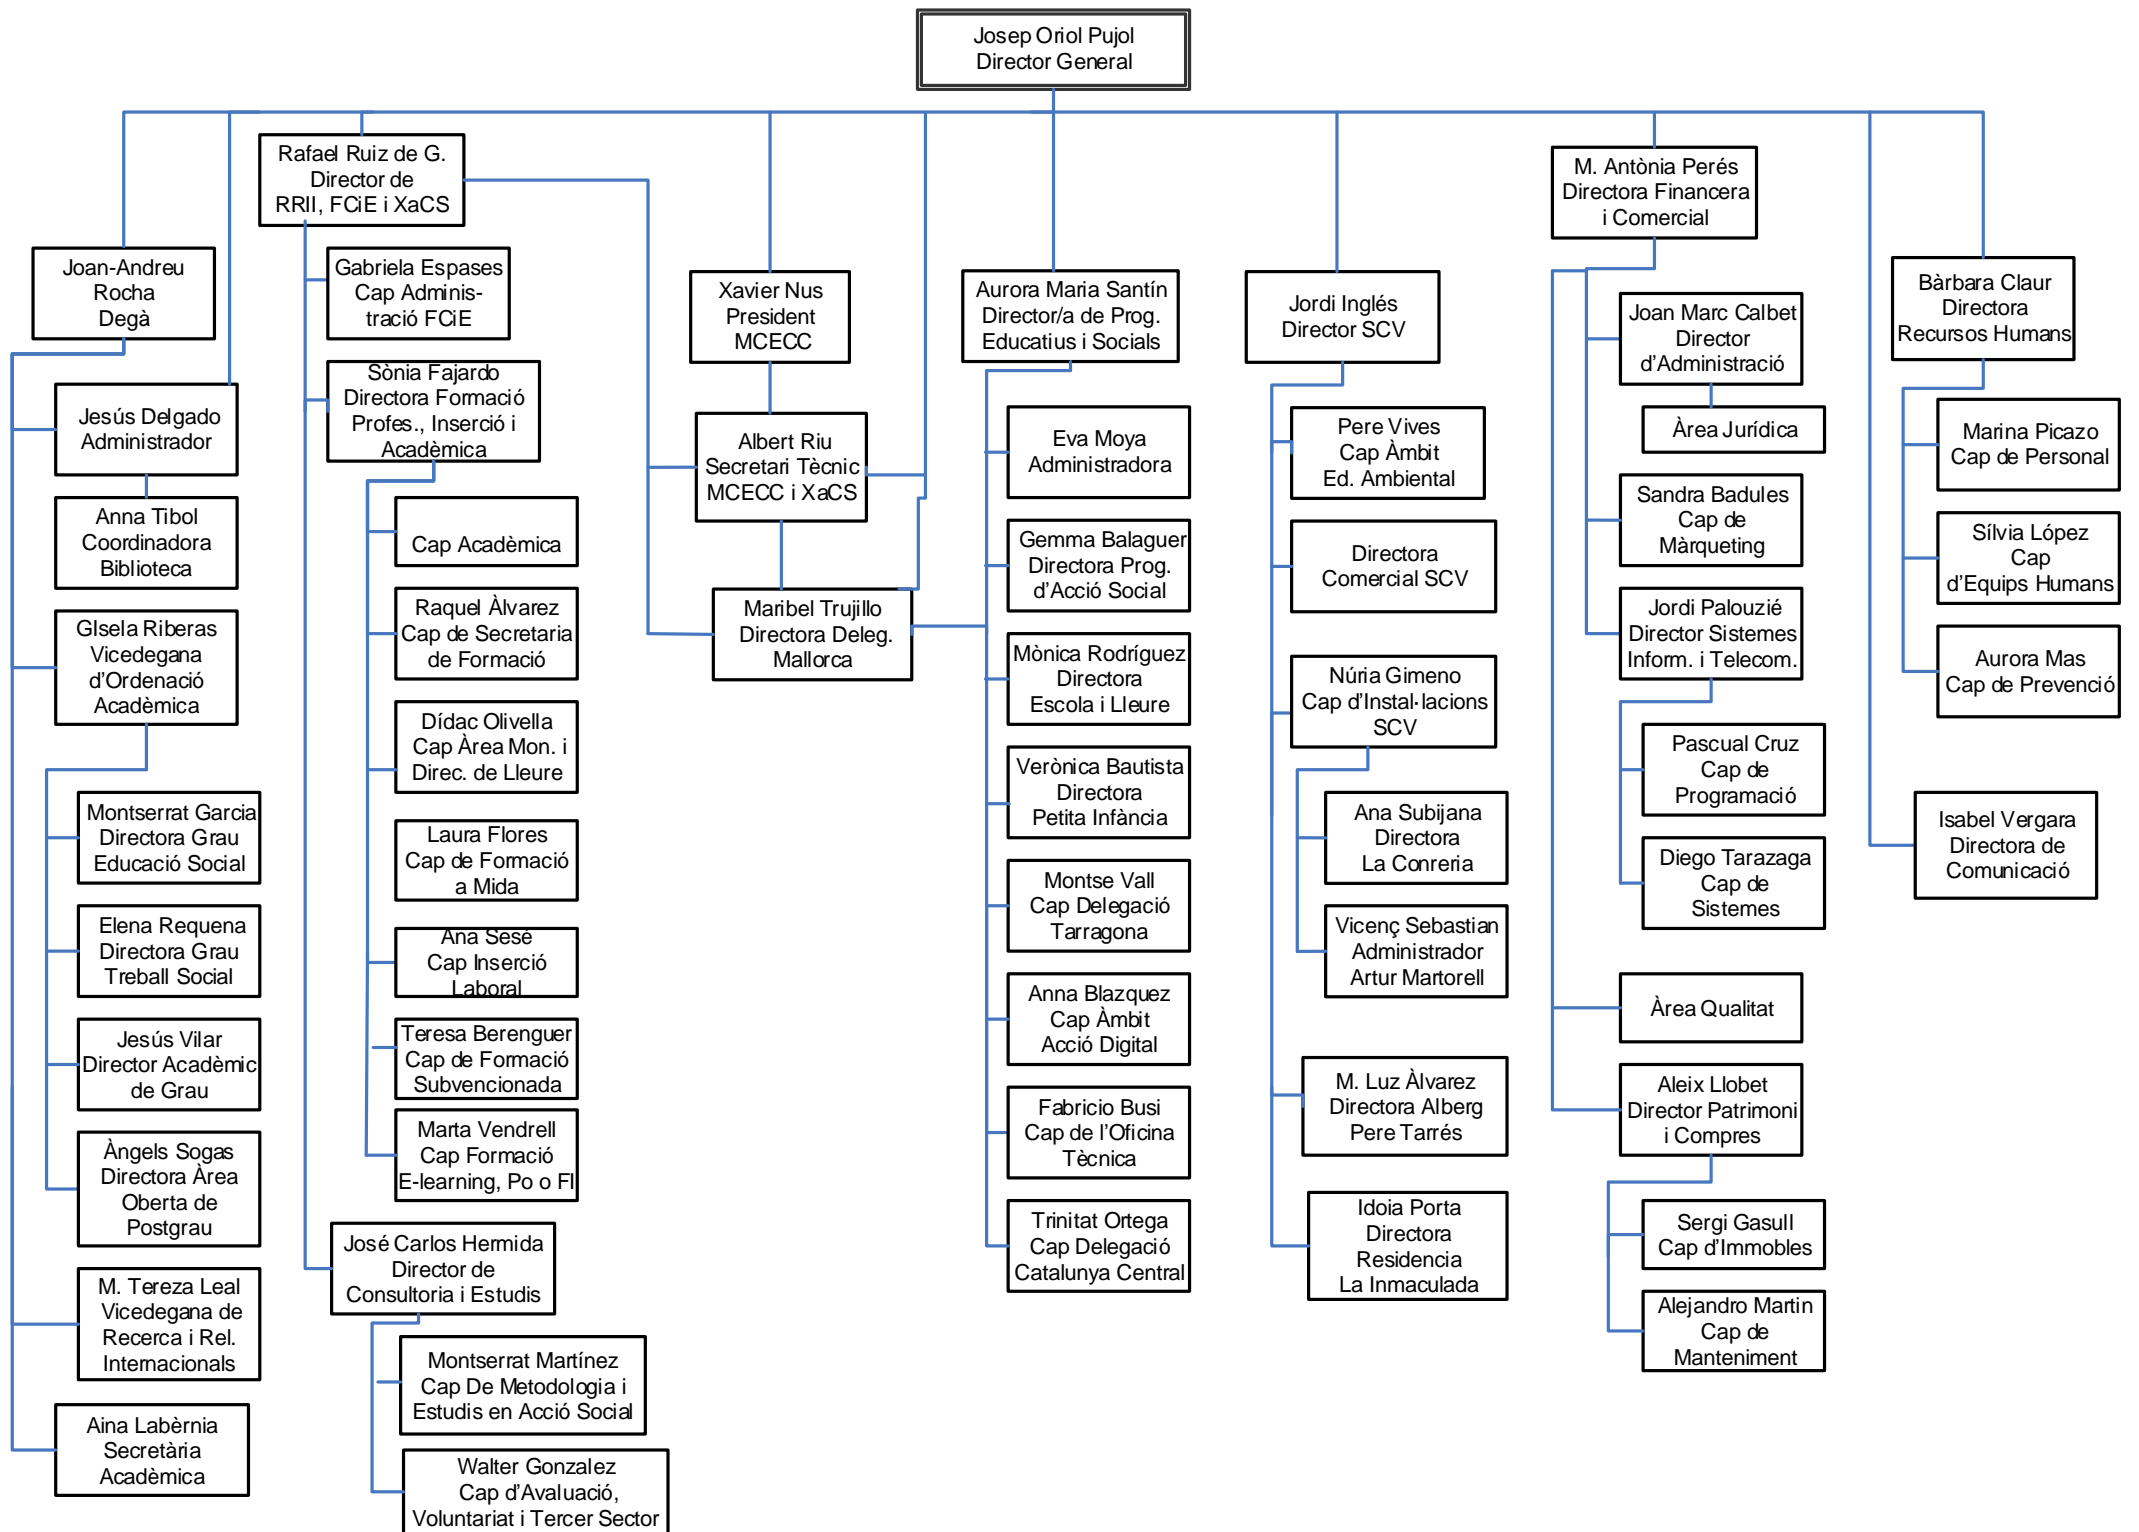 Josep Oriol Pujol
Director General
Rafael Ruiz de G.
Director de
RRII, FCiE i XaCS
M. Antònia Perés
Directora Financera
i Comercial
Joan-Andreu
Rocha
Degà
Gabriela Espases
Cap Adminis-
tració FCiE
Xavier Nus
President
MCECC
Aurora Maria Santín
Director/a de Prog.
Educatius i Socials
Jordi Inglés
Director SCV
Bàrbara Claur
Directora
Recursos Humans
Jesús Delgado
Administrador
Anna Tibol
Coordinadora
Biblioteca
GIsela Riberas
Vicedegana
d’Ordenació
Acadèmica
Montserrat Garcia
Directora Grau
Educació Social
Elena Requena
Directora Grau
Treball Social
Jesús Vilar
Director Acadèmic
de Grau
Àngels Sogas
Directora Àrea
Oberta de
Postgrau
M. Tereza Leal
Vicedegana de
Recerca i Rel.
Internacionals
Aina Labèrnia
Secretària
Acadèmica
Sònia Fajardo
Directora Formació
Profes., Inserció i
Acadèmica
Cap Acadèmica
Raquel Àlvarez
Cap de Secretaria
de Formació
Dídac Olivella
Cap Àrea Mon. i
Direc. de Lleure
Laura Flores
Cap de Formació
a Mida
Ana Sesé
Cap Inserció
Laboral
Teresa Berenguer
Cap de Formació
Subvencionada
Marta Vendrell
Cap Formació
E-learning, Po o FI
José Carlos Hermida
Director de
Consultoria i Estudis
Montserrat Martínez
Cap De Metodologia i
Estudis en Acció Social
Walter Gonzalez
Cap d’Avaluació,
Voluntariat i Tercer Sector
Albert Riu
Secretari Tècnic
MCECC i XaCS
Maribel Trujillo
Directora Deleg.
Mallorca
Eva Moya
Administradora
Gemma Balaguer
Directora Prog.
d’Acció Social
Mònica Rodríguez
Directora
Escola i Lleure
Verònica Bautista
Directora
Petita Infància
Montse Vall
Cap Delegació
Tarragona
Anna Blazquez
Cap Àmbit
Acció Digital
Fabricio Busi
Cap de l’Oficina
Tècnica
Trinitat Ortega
Cap Delegació
Catalunya Central
Pere Vives
Cap Àmbit
Ed. Ambiental
Directora
Comercial SCV
Núria Gimeno
Cap d’Instal·lacions
SCV
Ana Subijana
Directora
La Conreria
Vicenç Sebastian
Administrador
Artur Martorell
M. Luz Àlvarez
Directora Alberg
Pere Tarrés
Idoia Porta
Directora
Residencia
La Inmaculada
Joan Marc Calbet
Director
d’Administració
Àrea Jurídica
Sandra Badules
Cap de
Màrqueting
Jordi Palouzié
Director Sistemes
Inform. i Telecom.
Pascual Cruz
Cap de
Programació
Diego Tarazaga
Cap de
Sistemes
Àrea Qualitat
Aleix Llobet
Director Patrimoni
i Compres
Sergi Gasull
Cap d’Immobles
Alejandro Martin
Cap de
Manteniment
Marina Picazo
Cap de Personal
Sílvia López
Cap
d’Equips Humans
Aurora Mas
Cap de Prevenció
Isabel Vergara
Directora de
Comunicació